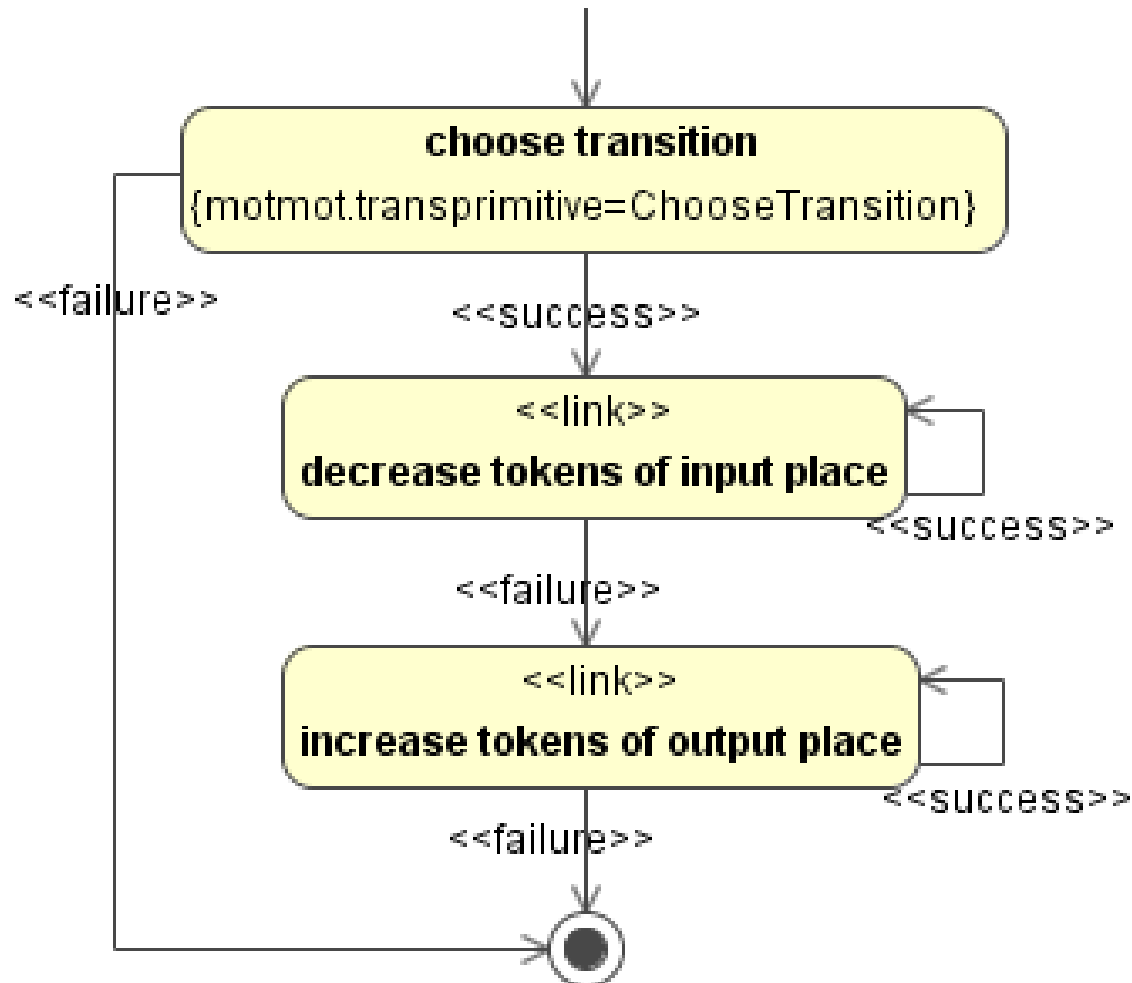 choose transition
{motmot.transprimitive=ChooseTransition}
<<failure>>
<<success>>
<<link>>
decrease tokens of input place
<<success>>
<<failure>>
<<link>>
increase tokens of output place
<<success>>
<<failure>>